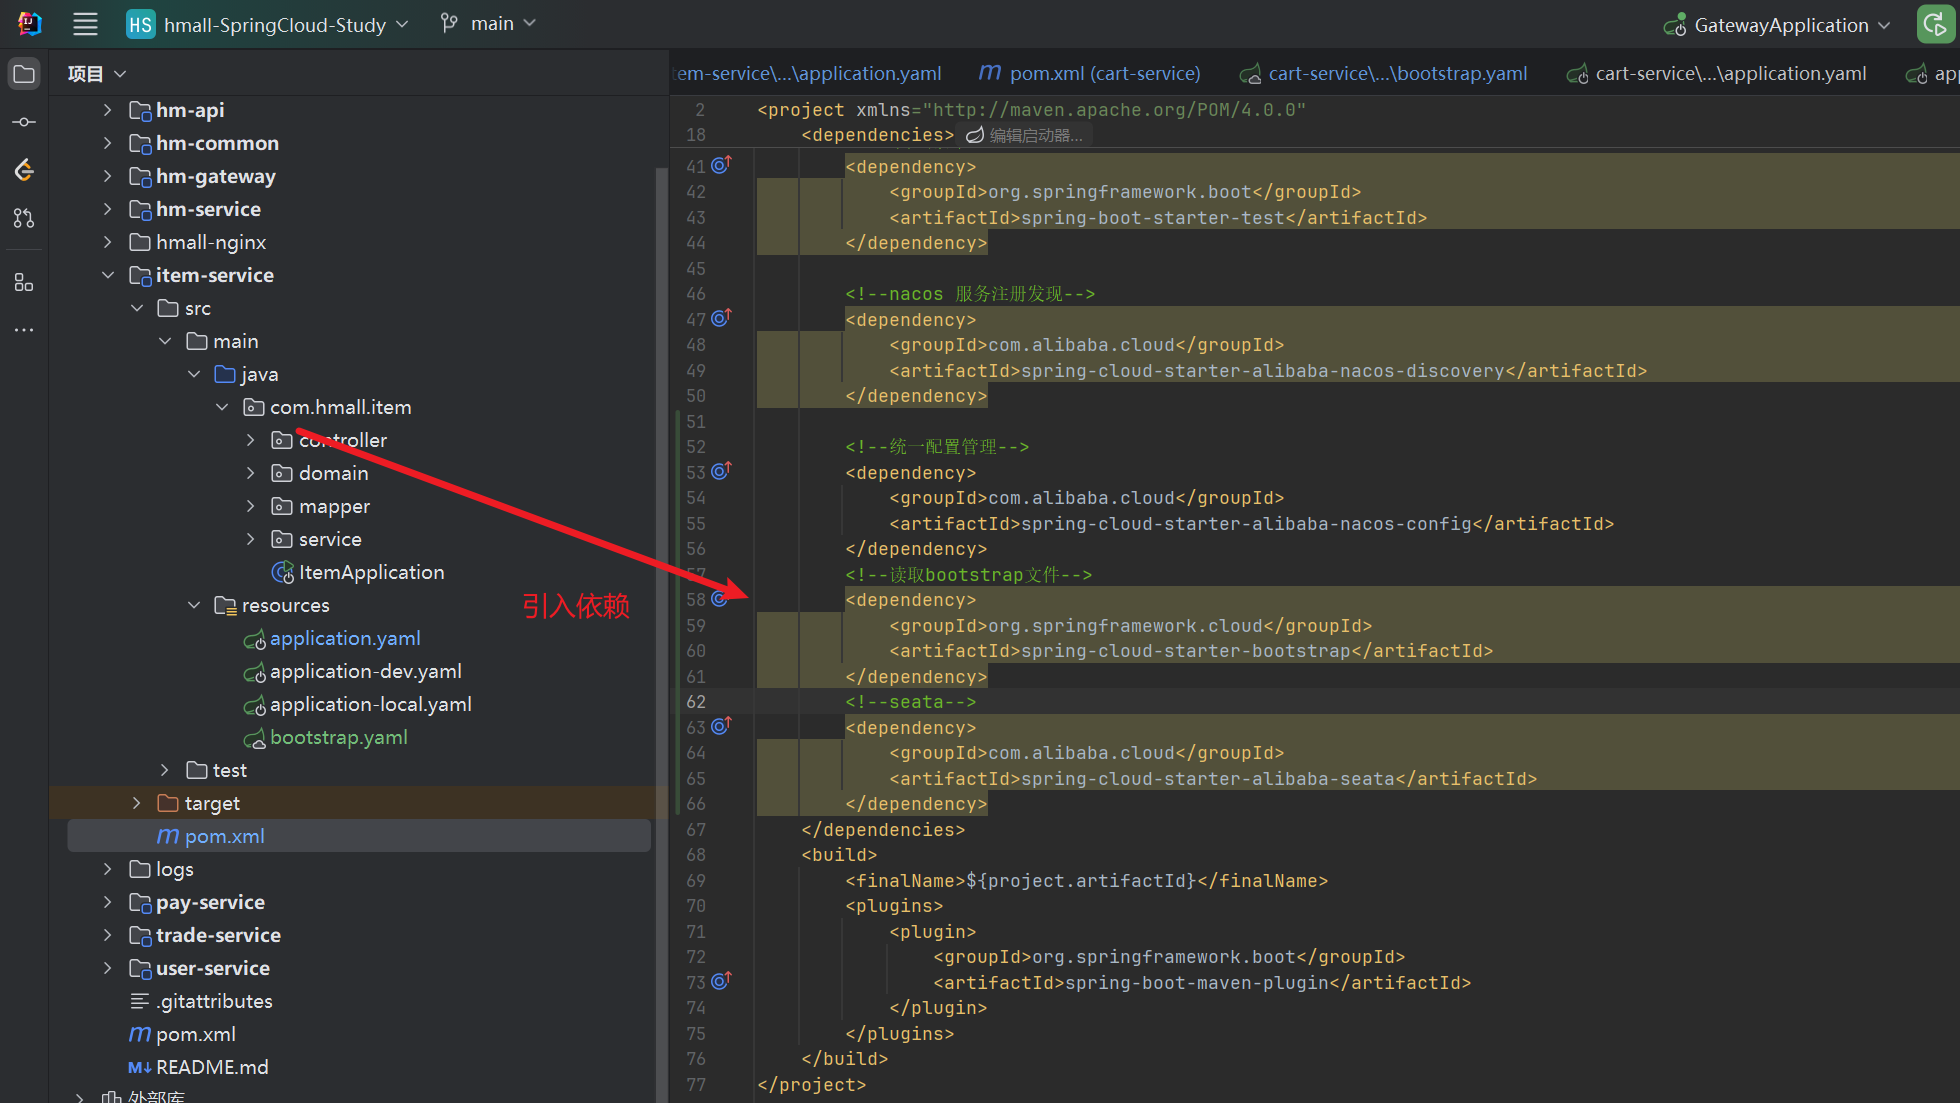 HS hmall-SpringCloud-Study main GatewayApplication
项目
em-service\...\application.yaml m pom.xml (cart-service) cart-service\...\bootstrap.yaml cart-service\...\application.yaml app
hm-api
hm-common
hm-gateway
hm-service
hmall-nginx
item-service
src
main
java
com.hmall.item
controller
domain
mapper
service
ItemApplication
resources
application.yaml
application-dev.yaml
application-local.yaml
bootstrap.yaml
test
target
m pom.xml
logs
pay-service
trade-service
user-service
.gitattributes
m pom.xml
M↓ README.md
外部库
引入依赖
2 <project xmlns="http://maven.apache.org/POM/4.0.0"
18 <dependencies> 编辑启动器...
41 <dependency>
42 <groupId>org.springframework.boot</groupId>
43 <artifactId>spring-boot-starter-test</artifactId>
44 </dependency>
45
46 <!--nacos 服务注册发现-->
47 <dependency>
48 <groupId>com.alibaba.cloud</groupId>
49 <artifactId>spring-cloud-starter-alibaba-nacos-discovery</artifactId>
50 </dependency>
51
52 <!--统一配置管理-->
53 <dependency>
54 <groupId>com.alibaba.cloud</groupId>
55 <artifactId>spring-cloud-starter-alibaba-nacos-config</artifactId>
56 </dependency>
57 <!--读取bootstrap文件-->
58 <dependency>
59 <groupId>org.springframework.cloud</groupId>
60 <artifactId>spring-cloud-starter-bootstrap</artifactId>
61 </dependency>
62 <!--seata-->
63 <dependency>
64 <groupId>com.alibaba.cloud</groupId>
65 <artifactId>spring-cloud-starter-alibaba-seata</artifactId>
66 </dependency>
67 </dependencies>
68 <build>
69 <finalName>${project.artifactId}</finalName>
70 <plugins>
71 <plugin>
72 <groupId>org.springframework.boot</groupId>
73 <artifactId>spring-boot-maven-plugin</artifactId>
74 </plugin>
75 </plugins>
76 </build>
77 </project>